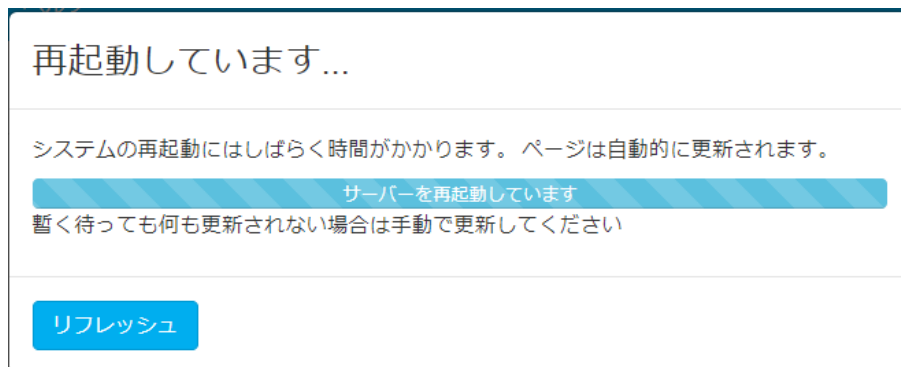 再起動しています...
システムの再起動にはしばらく時間がかかります。 ページは自動的に更新されます。
サーバーを再起動しています
暫く待っても何も更新されない場合は手動で更新してください
リフレッシュ